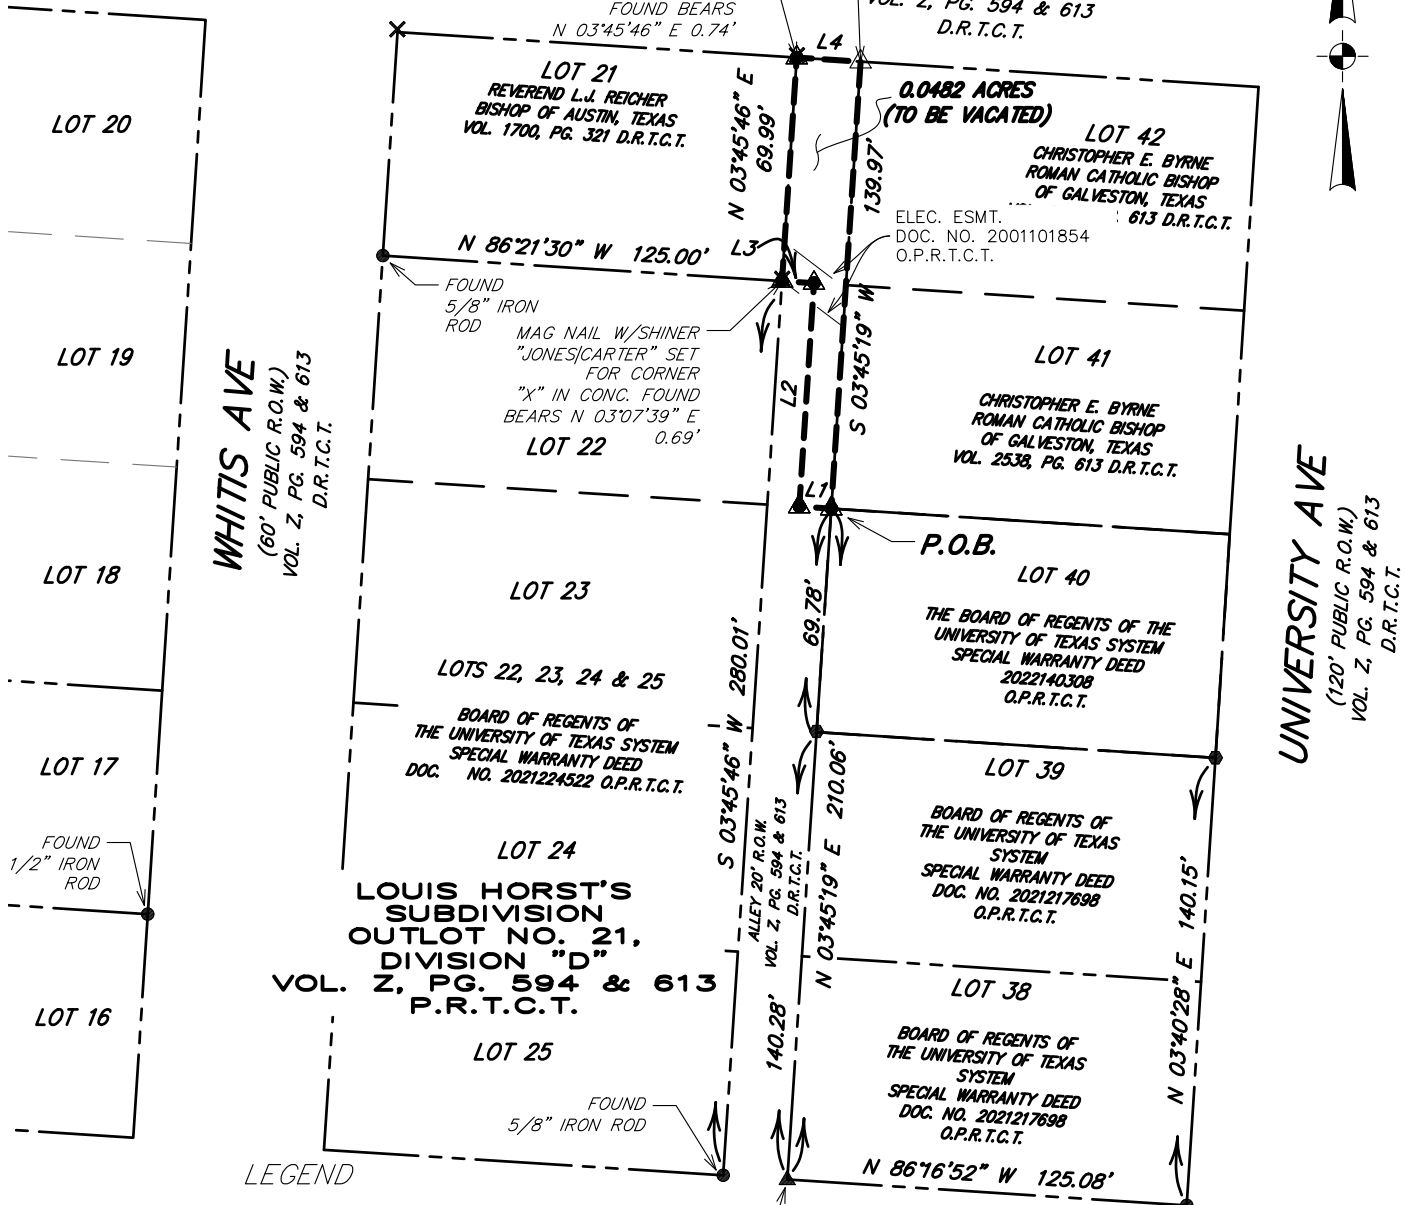 FOUND BEARS
N 03°45'46" E 0.74'
VOL. Z, PG. 594 & 613
D.R.T.C.T.
L4
LOT 20
LOT 21
REVEREND L.J. REICHER
BISHOP OF AUSTIN, TEXAS
VOL. 1700, PG. 321 D.R.T.C.T.
N 03°45'46" E
69.99'
0.0482 ACRES
(TO BE VACATED)
139.97'
S 03°45'19" W
LOT 42
CHRISTOPHER E. BYRNE
ROMAN CATHOLIC BISHOP
OF GALVESTON, TEXAS
613 D.R.T.C.T.
ELEC. ESMT.
DOC. NO. 2001101854
O.P.R.T.C.T.
N 86°21'30" W 125.00'
L3
FOUND
5/8" IRON
ROD
MAG NAIL W/SHINER
"JONES|CARTER" SET
FOR CORNER
"X" IN CONC. FOUND
BEARS N 03°07'39" E
0.69'
LOT 19
WHITIS AVE
(60' PUBLIC R.O.W.)
VOL. Z, PG. 594 & 613
D.R.T.C.T.
LOT 22
L2
L1
LOT 41
CHRISTOPHER E. BYRNE
ROMAN CATHOLIC BISHOP
OF GALVESTON, TEXAS
VOL. 2538, PG. 613 D.R.T.C.T.
P.O.B.
UNIVERSITY AVE
(120' PUBLIC R.O.W.)
VOL. Z, PG. 594 & 613
D.R.T.C.T.
LOT 18
LOT 23
69.78'
LOT 40
THE BOARD OF REGENTS OF THE
UNIVERSITY OF TEXAS SYSTEM
SPECIAL WARRANTY DEED
2022140308
O.P.R.T.C.T.
LOTS 22, 23, 24 & 25
BOARD OF REGENTS OF
THE UNIVERSITY OF TEXAS SYSTEM
SPECIAL WARRANTY DEED
DOC. NO. 2021224522 O.P.R.T.C.T.
S 03°45'46" W 280.01'
LOT 17
ALLEY 20' R.O.W.
VOL. Z, PG. 594 & 613
D.R.T.C.T.
N 03°45'19" E 210.06'
LOT 39
BOARD OF REGENTS OF
THE UNIVERSITY OF TEXAS
SYSTEM
SPECIAL WARRANTY DEED
DOC. NO. 2021217698
O.P.R.T.C.T.
N 03°40'28" E 140.15'
FOUND
1/2" IRON
ROD
LOT 24
LOUIS HORST'S
SUBDIVISION
OUTLOT NO. 21,
DIVISION "D"
VOL. Z, PG. 594 & 613
P.R.T.C.T.
LOT 16
LOT 25
140.28'
LOT 38
BOARD OF REGENTS OF
THE UNIVERSITY OF TEXAS
SYSTEM
SPECIAL WARRANTY DEED
DOC. NO. 2021217698
O.P.R.T.C.T.
FOUND
5/8" IRON ROD
N 86°16'52" W 125.08'
LEGEND